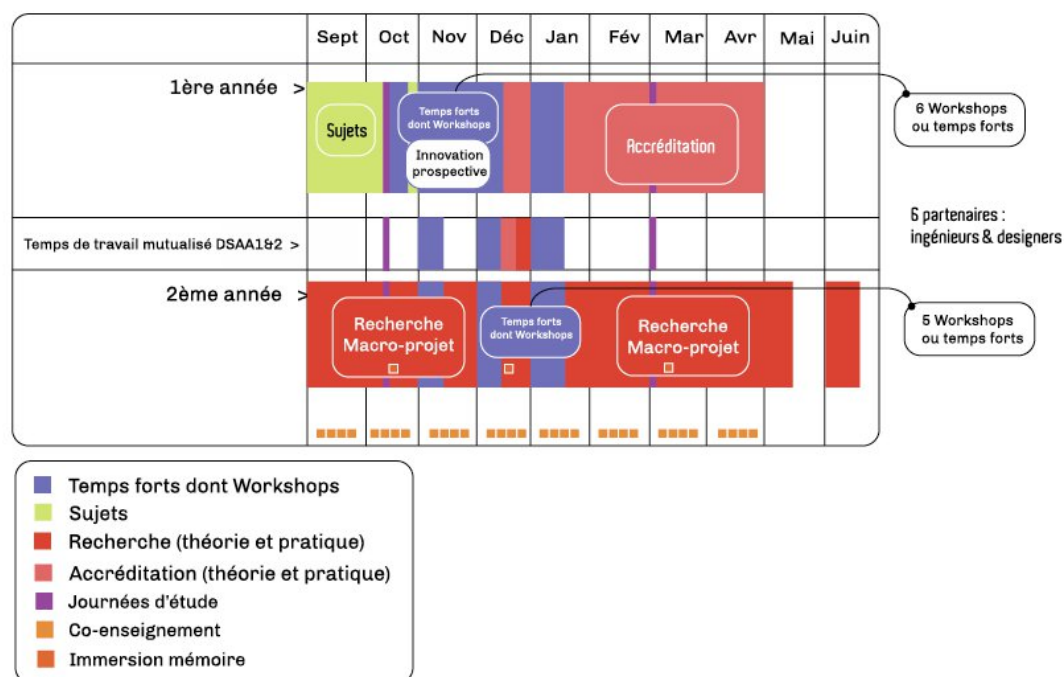 Sept Oct Nov Déc Jan Fév Mar Avr Mai Juin
1ère année >
Sujets
Temps forts
dont Workshops
Innovation
prospective
Accréditation
6 Workshops
ou temps forts
Temps de travail mutualisé DSAA1&2 >
6 partenaires :
ingénieurs & designers
2ème année >
Recherche
Macro-projet
Temps forts
dont Workshops
Recherche
Macro-projet
5 Workshops
ou temps forts
Temps forts dont Workshops
Sujets
Recherche (théorie et pratique)
Accréditation (théorie et pratique)
Journées d'étude
Co-enseignement
Immersion mémoire